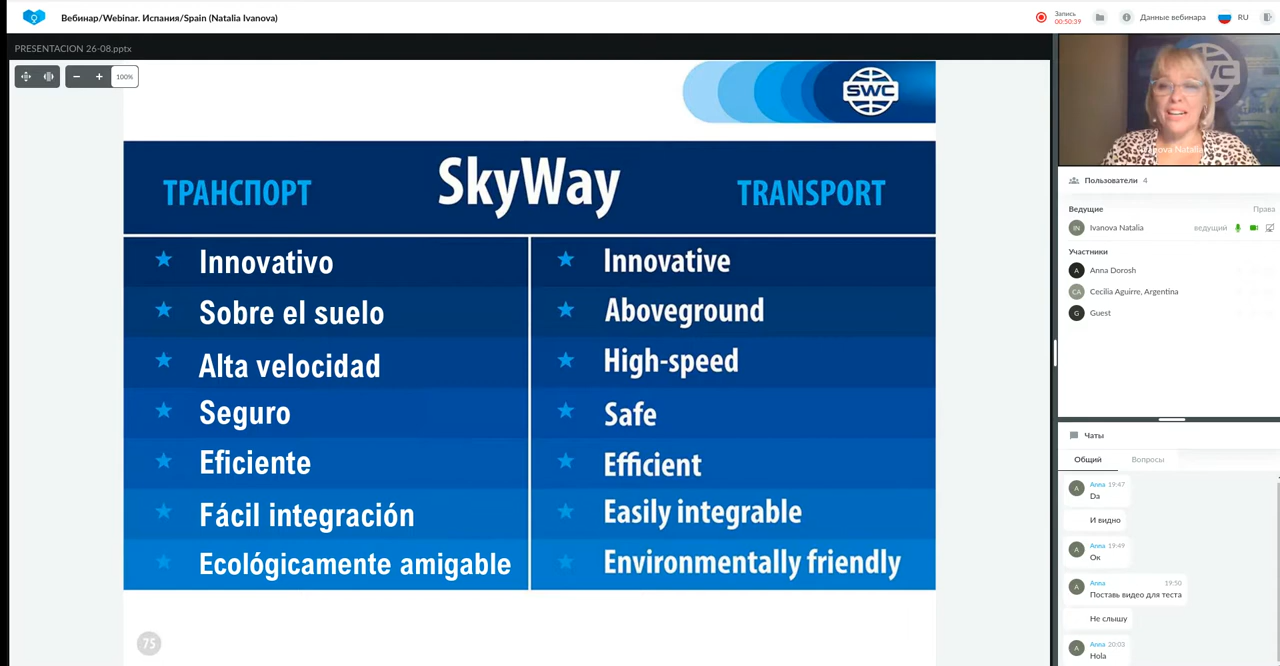 Вебинар/Webinar. Испания/Spain (Natalia Ivanova)
Запись
00:50:39
Данные вебинара
RU
PRESENTACION 26-08.pptx
100%
SWC
ТРАНСПОРТ SkyWay TRANSPORT
Innovativo Innovative
Sobre el suelo Aboveground
Alta velocidad High-speed
Seguro Safe
Eficiente Efficient
Fácil integración Easily integrable
Ecológicamente amigable Environmentally friendly
75
Ivanova Natalia
Пользователи 4
Ведущие Права
IN Ivanova Natalia ведущий
Участники
A Anna Dorosh
CA Cecilia Aguirre, Argentina
G Guest
Чаты
Общий Вопросы
A Anna 19:47
Da
И видно
A Anna 19:49
Ок
A Anna 19:50
Поставь видео для теста
Не слышу
A Anna 20:03
Hola